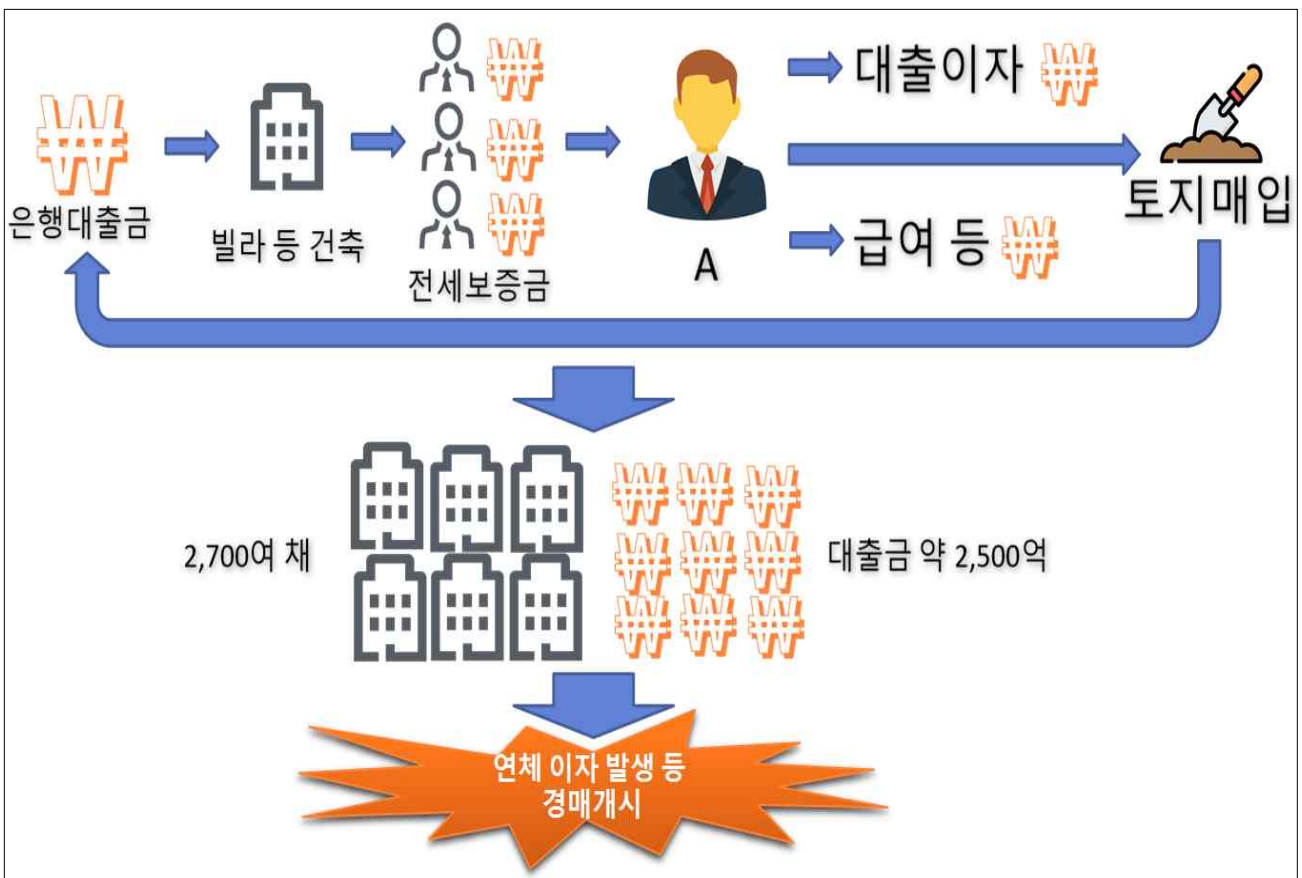 은행대출금
빌라 등 건축
전세보증금
A
대출이자
급여 등
토지매입
2,700여 채
대출금 약 2,500억
연체 이자 발생 등
경매개시